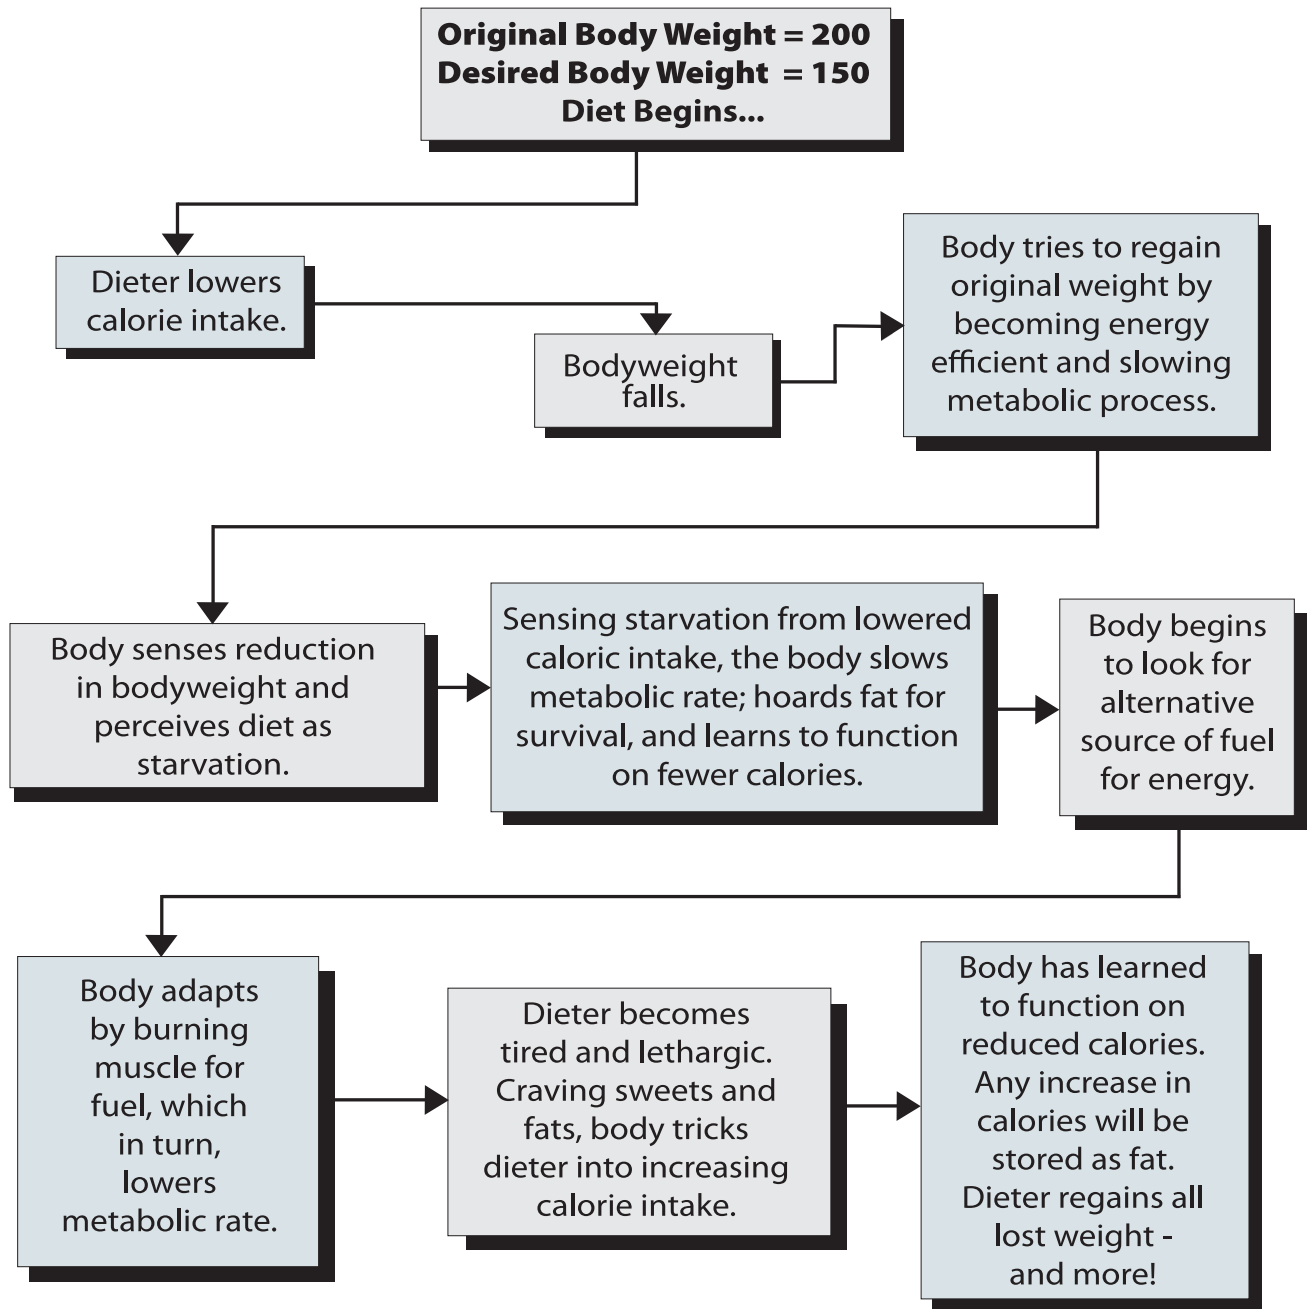 Original Body Weight = 200
Desired Body Weight = 150
Diet Begins...
Dieter lowers
calorie intake.
Bodyweight
falls.
Body tries to regain
original weight by
becoming energy
efficient and slowing
metabolic process.
Body senses reduction
in bodyweight and
perceives diet as
starvation.
Sensing starvation from lowered
caloric intake, the body slows
metabolic rate; hoards fat for
survival, and learns to function
on fewer calories.
Body begins
to look for
alternative
source of fuel
for energy.
Body adapts
by burning
muscle for
fuel, which
in turn,
lowers
metabolic rate.
Dieter becomes
tired and lethargic.
Craving sweets and
fats, body tricks
dieter into increasing
calorie intake.
Body has learned
to function on
reduced calories.
Any increase in
calories will be
stored as fat.
Dieter regains all
lost weight -
and more!